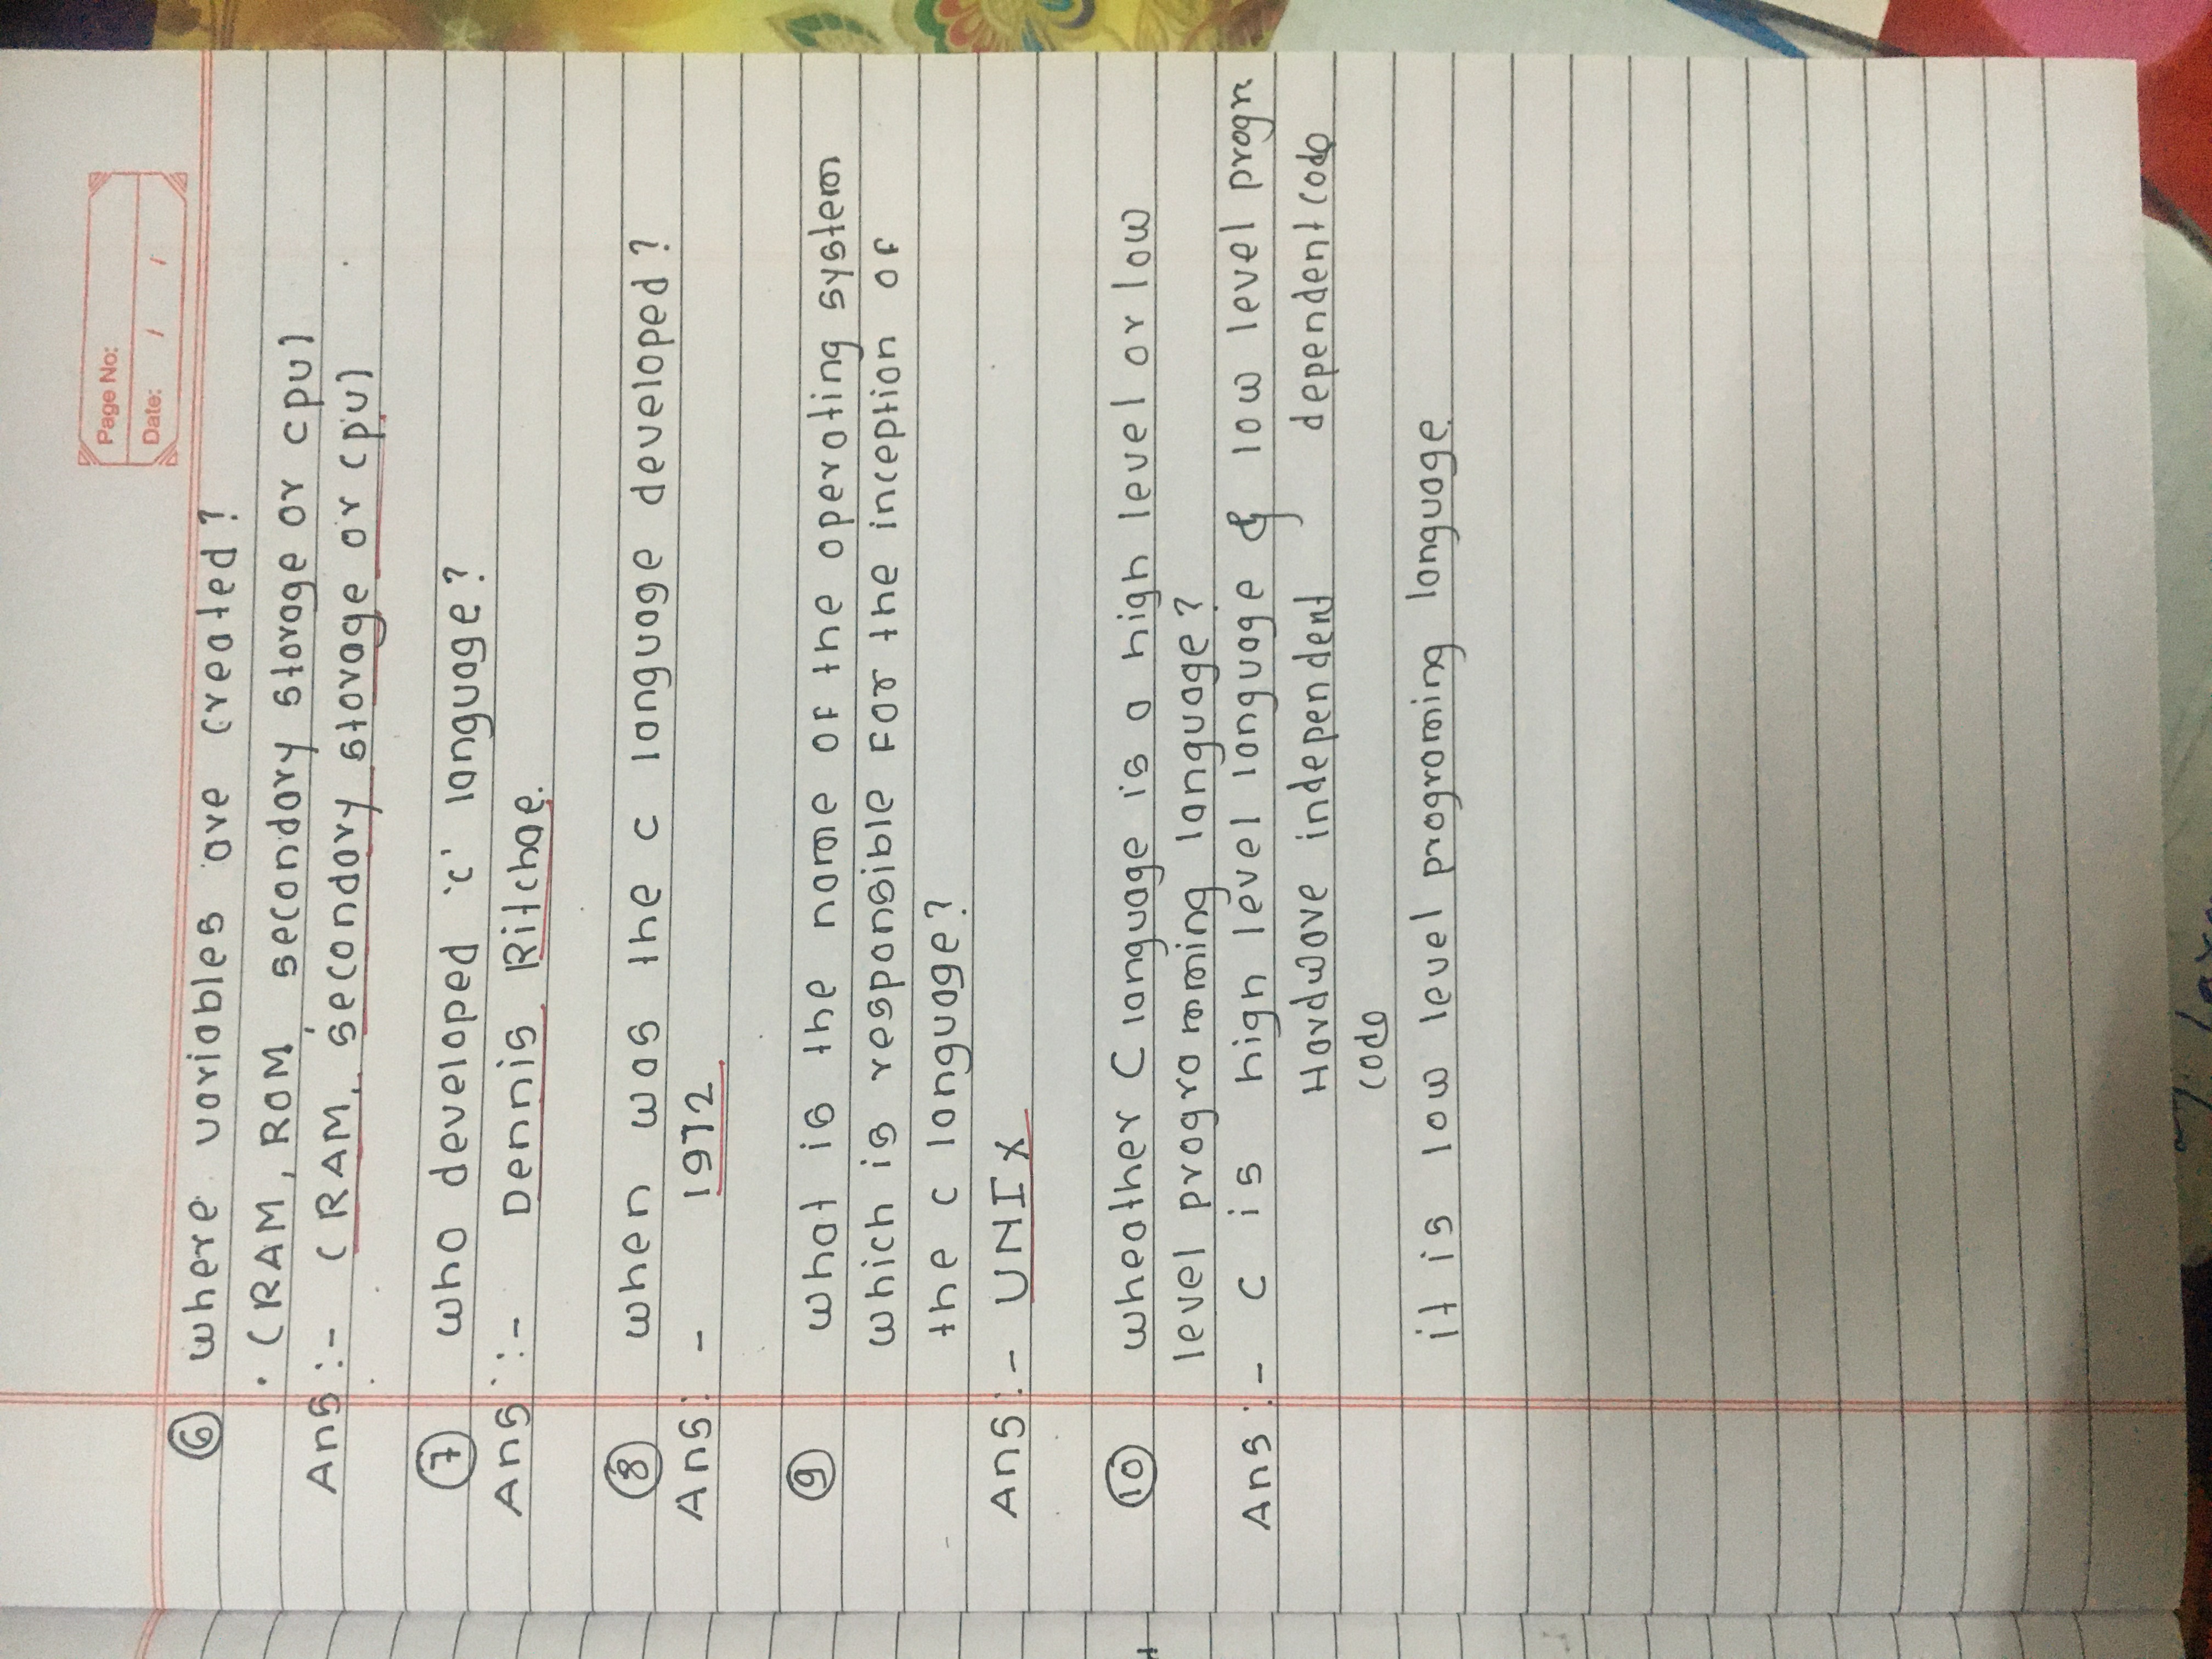 Page No:
Date: / /
⑥ where variables are created?
· (RAM, ROM, secondary storage or cpu)
Ans :- (RAM, secondary storage or cpu)
⑦ who developed 'c' language?
Ans :- Dennis Ritchae.
⑧ when was the c language developed?
Ans :- 1972
⑨ what is the name of the operating system
which is responsible for the inception of
the c language?
Ans :- UNIX
⑩ wheather C language is a high level or low
level programming language?
Ans :- c is high level language & low level progr
Hardware independent dependent code
code
it is low level programing language